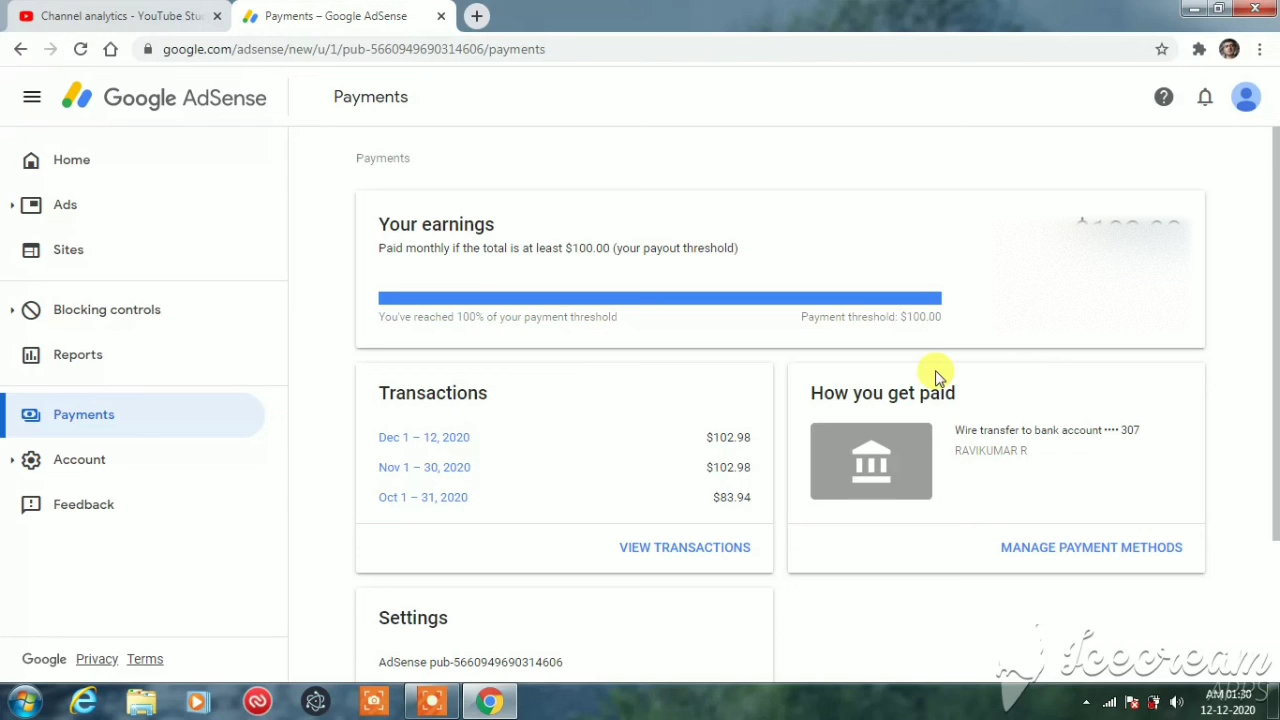 Channel analytics - YouTube Stu
Payments – Google AdSense
google.com/adsense/new/u/1/pub-5660949690314606/payments
Google AdSense
Payments
Home
Ads
Sites
Blocking controls
Reports
Payments
Account
Feedback
Google Privacy Terms
Payments
Your earnings
Paid monthly if the total is at least $100.00 (your payout threshold)
You've reached 100% of your payment threshold
Payment threshold: $100.00
Transactions
Dec 1 – 12, 2020 $102.98
Nov 1 – 30, 2020 $102.98
Oct 1 – 31, 2020 $83.94
VIEW TRANSACTIONS
How you get paid
Wire transfer to bank account •••• 307
RAVIKUMAR R
MANAGE PAYMENT METHODS
Settings
AdSense pub-5660949690314606
Icecream
APPS
AM 01:30
12-12-2020